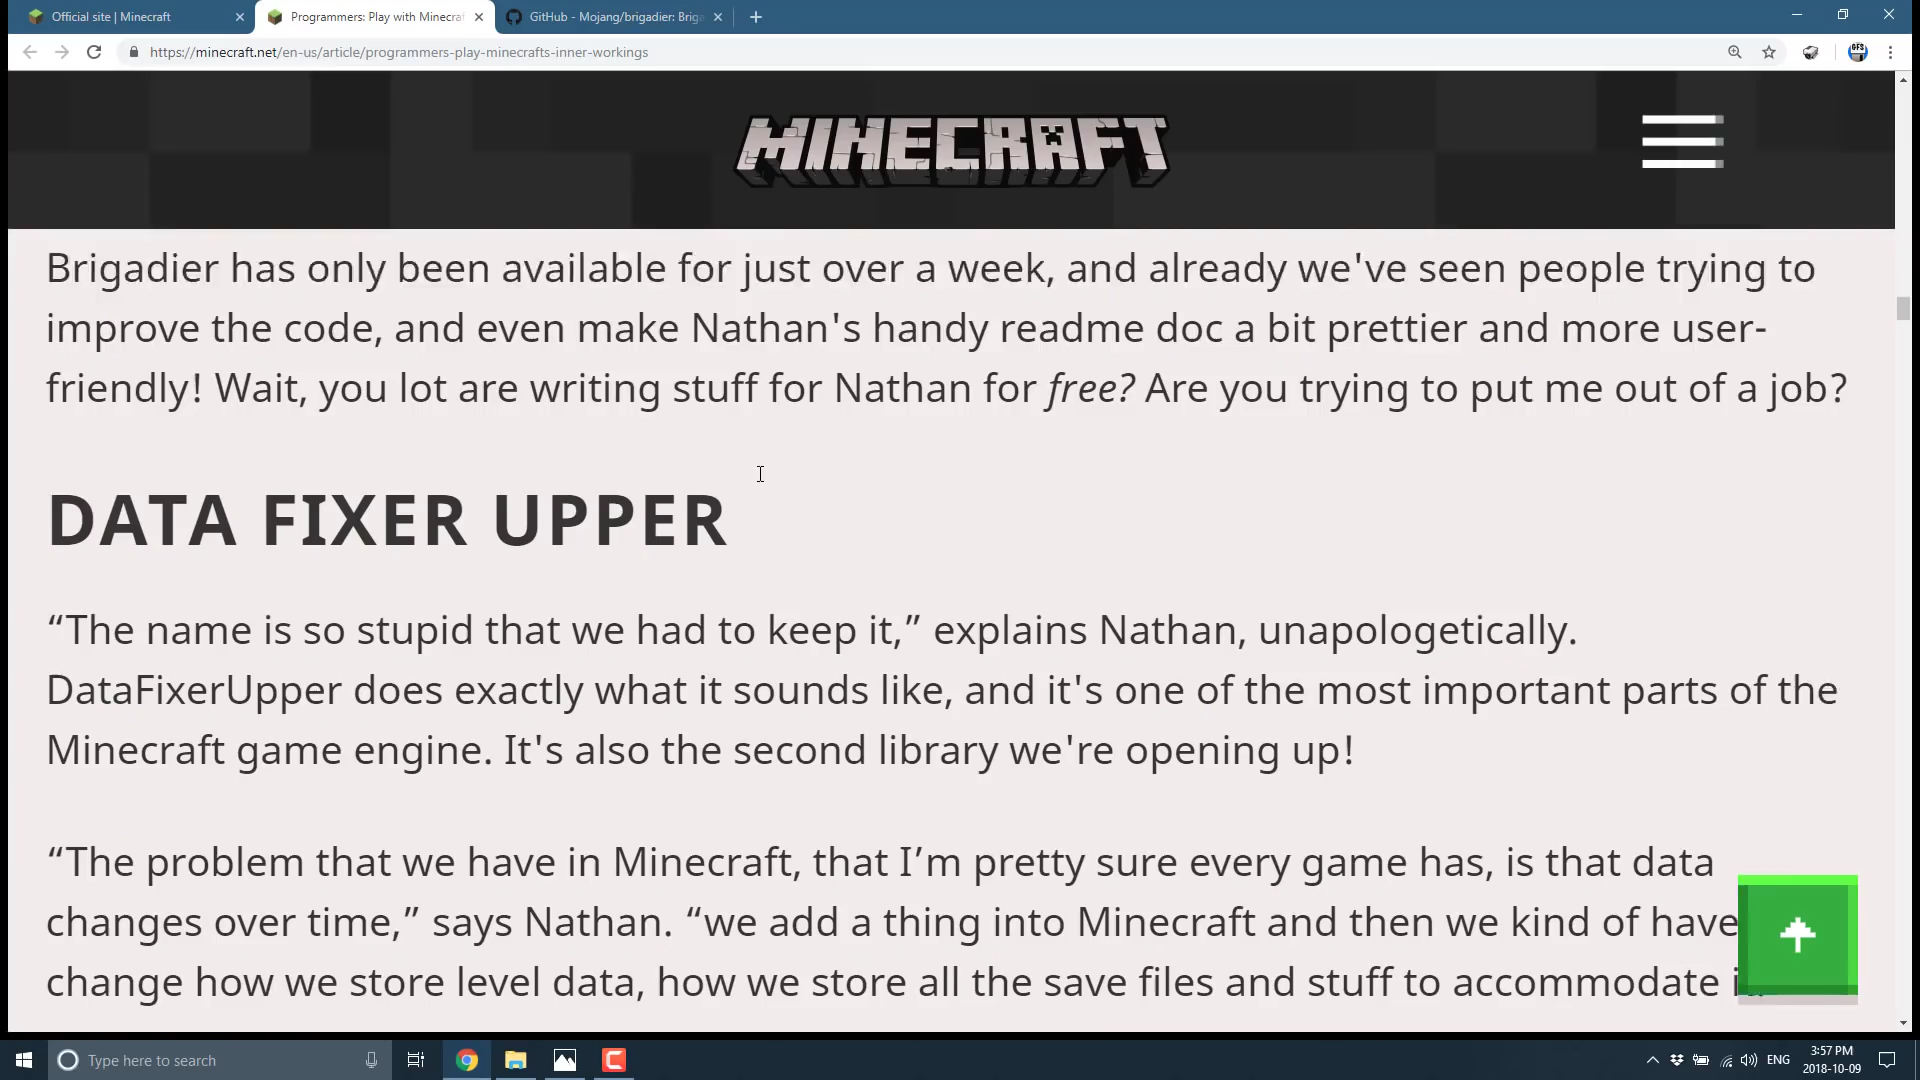 Official site | Minecraft
Programmers: Play with Minecraf
GitHub - Mojang/brigadier: Briga
https://minecraft.net/en-us/article/programmers-play-minecrafts-inner-workings
MINECRAFT
Brigadier has only been available for just over a week, and already we've seen people trying to
improve the code, and even make Nathan's handy readme doc a bit prettier and more user-
friendly! Wait, you lot are writing stuff for Nathan for free? Are you trying to put me out of a job?
DATA FIXER UPPER
“The name is so stupid that we had to keep it,” explains Nathan, unapologetically.
DataFixerUpper does exactly what it sounds like, and it's one of the most important parts of the
Minecraft game engine. It's also the second library we're opening up!
“The problem that we have in Minecraft, that I’m pretty sure every game has, is that data
changes over time,” says Nathan. “we add a thing into Minecraft and then we kind of have
change how we store level data, how we store all the save files and stuff to accommodate
Type here to search
ENG
3:57 PM
2018-10-09